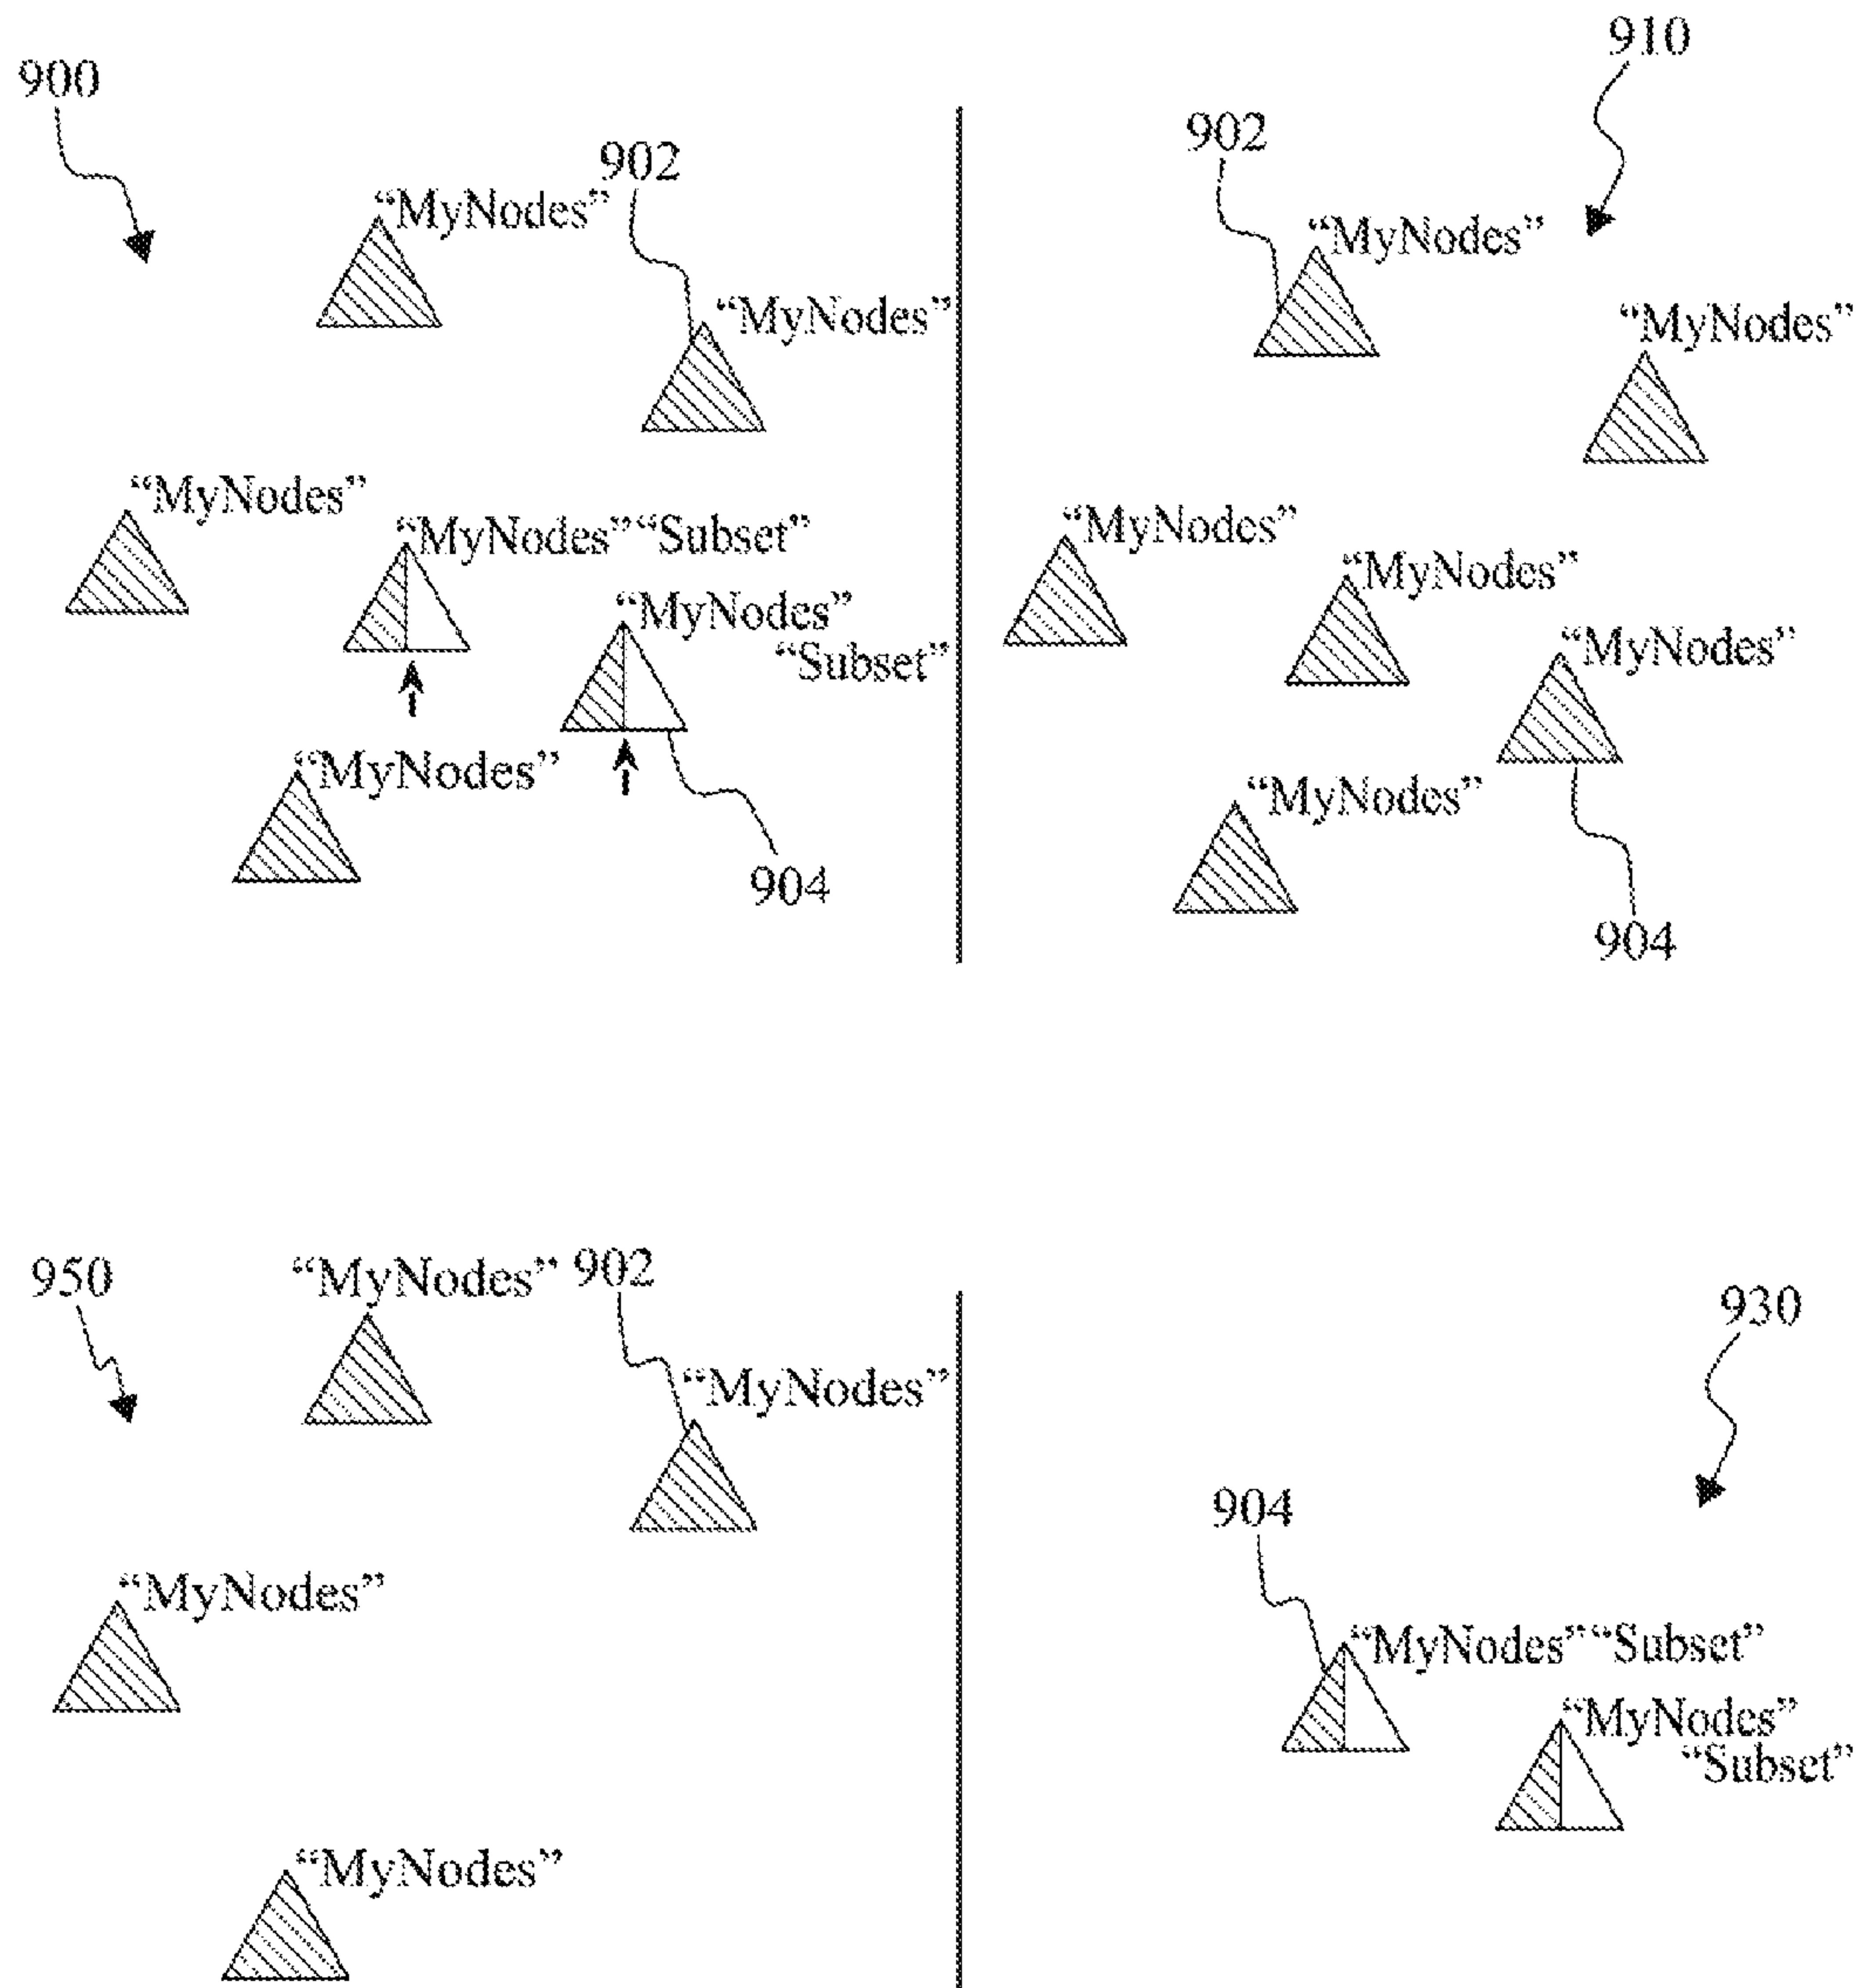 900
902
“MyNodes”
“MyNodes”
“MyNodes”
“MyNodes” “Subset”
“MyNodes”
“Subset”
“MyNodes”
904
910
902
“MyNodes”
“MyNodes”
“MyNodes”
“MyNodes”
“MyNodes”
“MyNodes”
904
950
“MyNodes”
902
“MyNodes”
“MyNodes”
“MyNodes”
930
904
“MyNodes” “Subset”
“MyNodes”
“Subset”